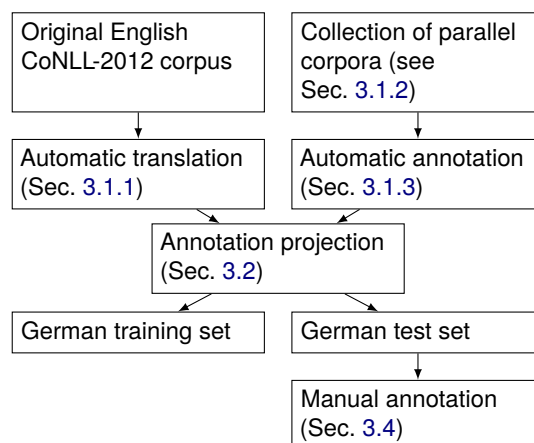 Original English
CoNLL-2012 corpus
Collection of parallel
corpora (see
Sec. 3.1.2)
Automatic translation
(Sec. 3.1.1)
Automatic annotation
(Sec. 3.1.3)
Annotation projection
(Sec. 3.2)
German training set
German test set
Manual annotation
(Sec. 3.4)